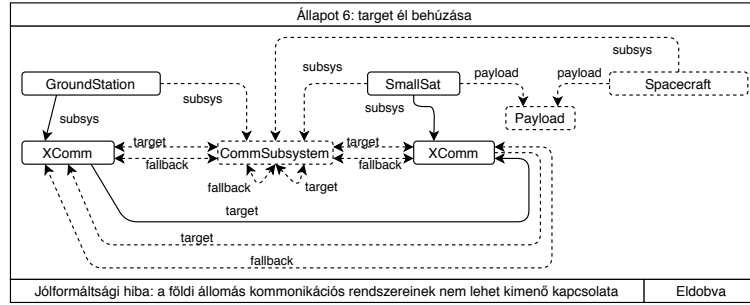 Állapot 6: target él behúzása
subsys
GroundStation
SmallSat
payload
payload
Spacecraft
subsys
subsys
subsys
subsys
Payload
XComm
target
CommSubsystem
target
XComm
fallback
fallback
fallback
target
target
target
fallback
Jólformáltsági hiba: a földi állomás kommonikációs rendszereinek nem lehet kimenő kapcsolata
Eldobva